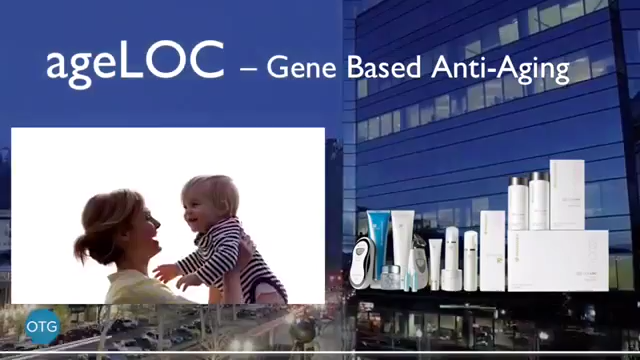 ageLOC – Gene Based Anti-Aging
OTG